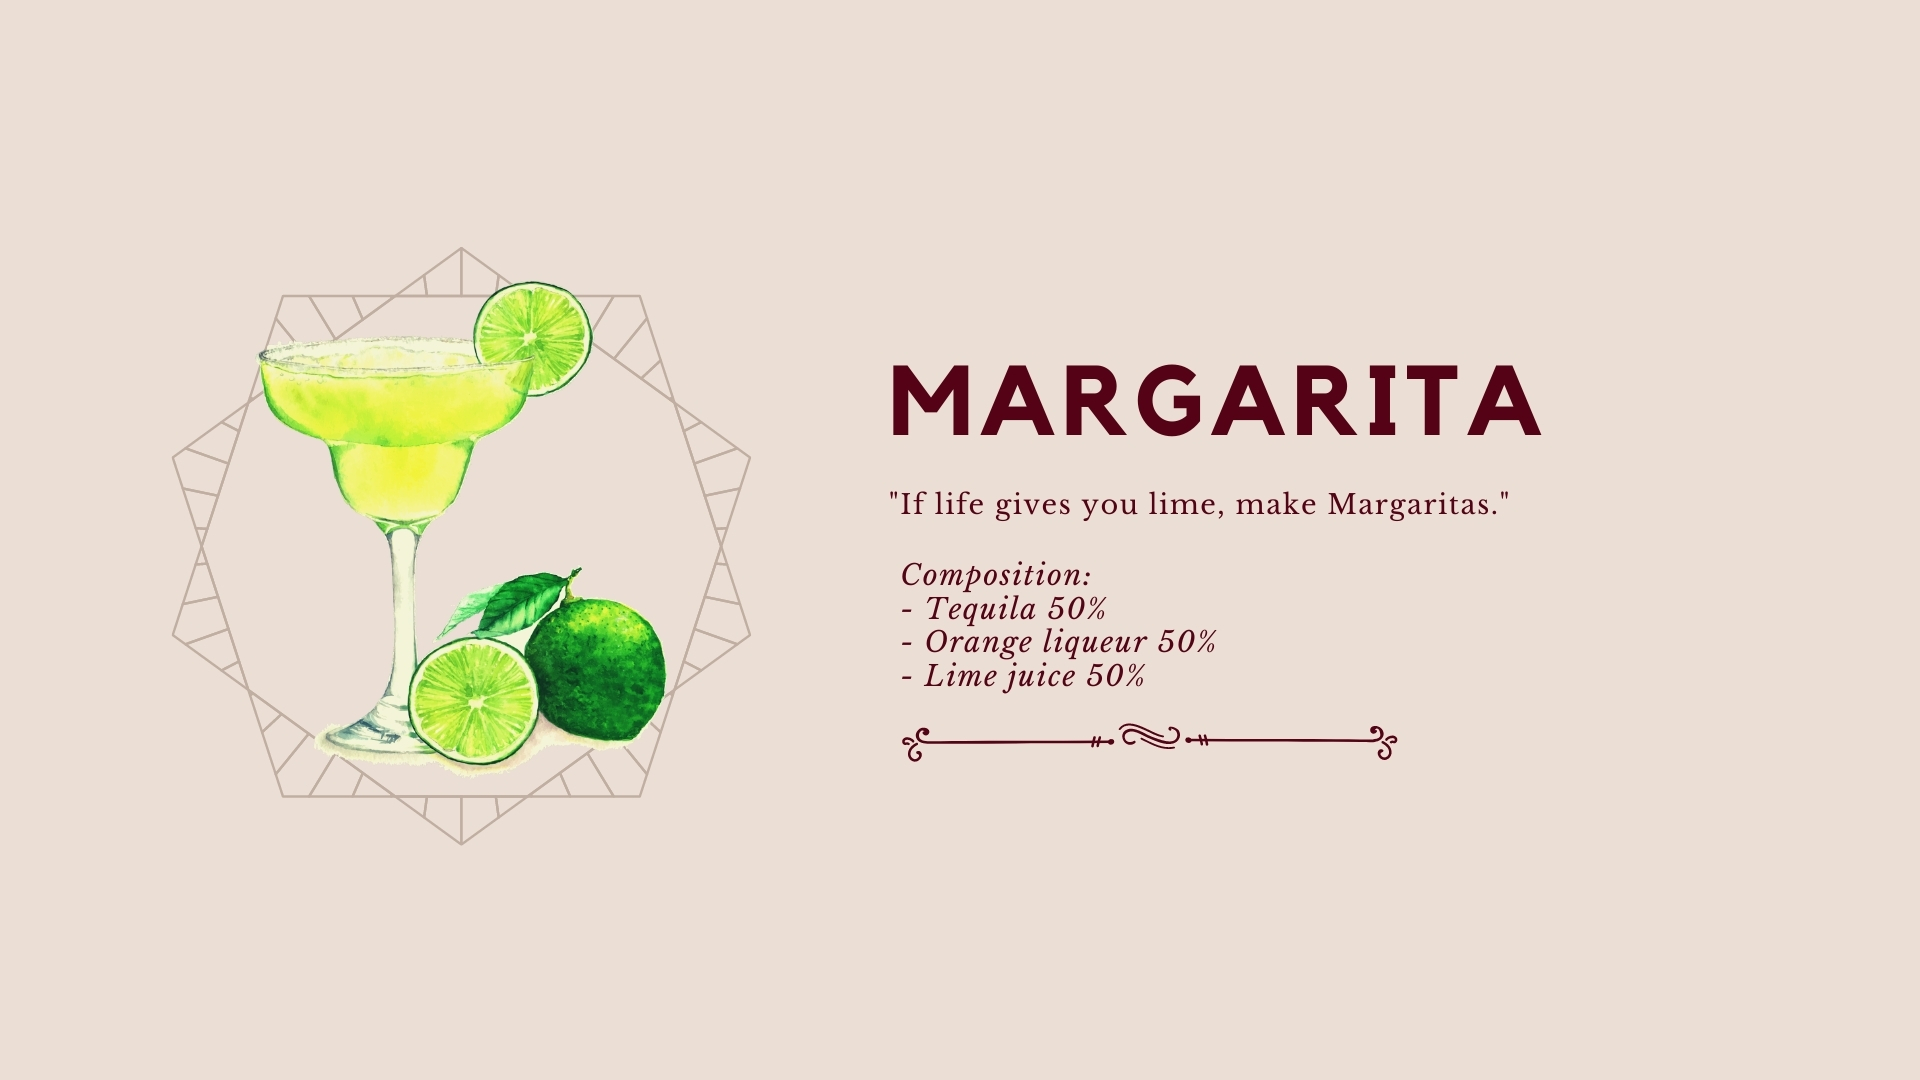 MARGARITA
"If life gives you lime, make Margaritas."
Composition:
- Tequila 50%
- Orange liqueur 50%
- Lime juice 50%